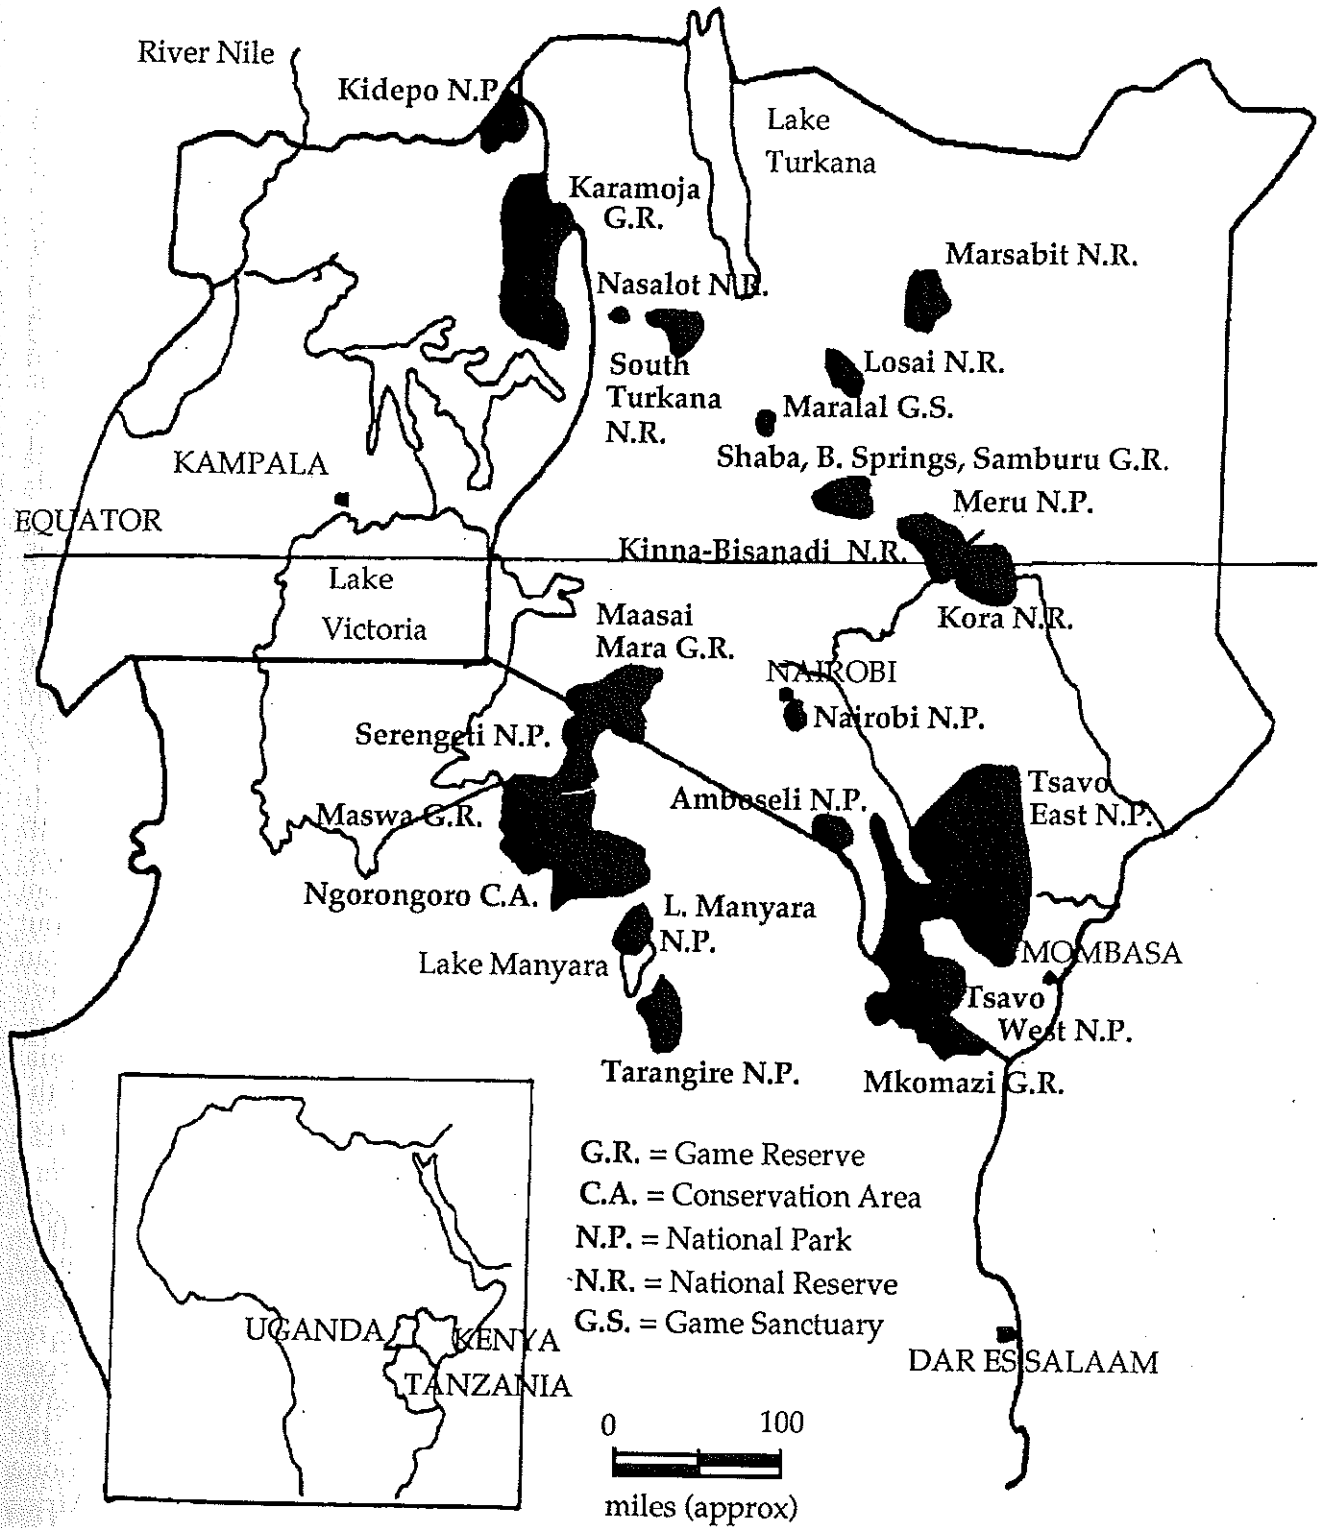 River Nile
Kidepo N.P
Lake
Turkana
Karamoja
G.R.
Marsabit N.R.
Nasalot N.R.
South
Turkana
N.R.
Losai N.R.
Maralal G.S.
Shaba, B. Springs, Samburu G.R.
KAMPALA
Meru N.P.
EQUATOR
Kinna-Bisanadi N.R.
Lake
Victoria
Maasai
Mara G.R.
Kora N.R.
NAIROBI
Nairobi N.P.
Serengeti N.P.
Tsavo
East N.P.
Amboseli N.P.
Maswa G.R.
Ngorongoro C.A.
L. Manyara
N.P.
Lake Manyara
MOMBASA
Tsavo
West N.P.
Tarangire N.P.
Mkomazi G.R.
G.R. = Game Reserve
C.A. = Conservation Area
N.P. = National Park
N.R. = National Reserve
G.S. = Game Sanctuary
UGANDA
KENYA
TANZANIA
DAR ES SALAAM
0 100
miles (approx)